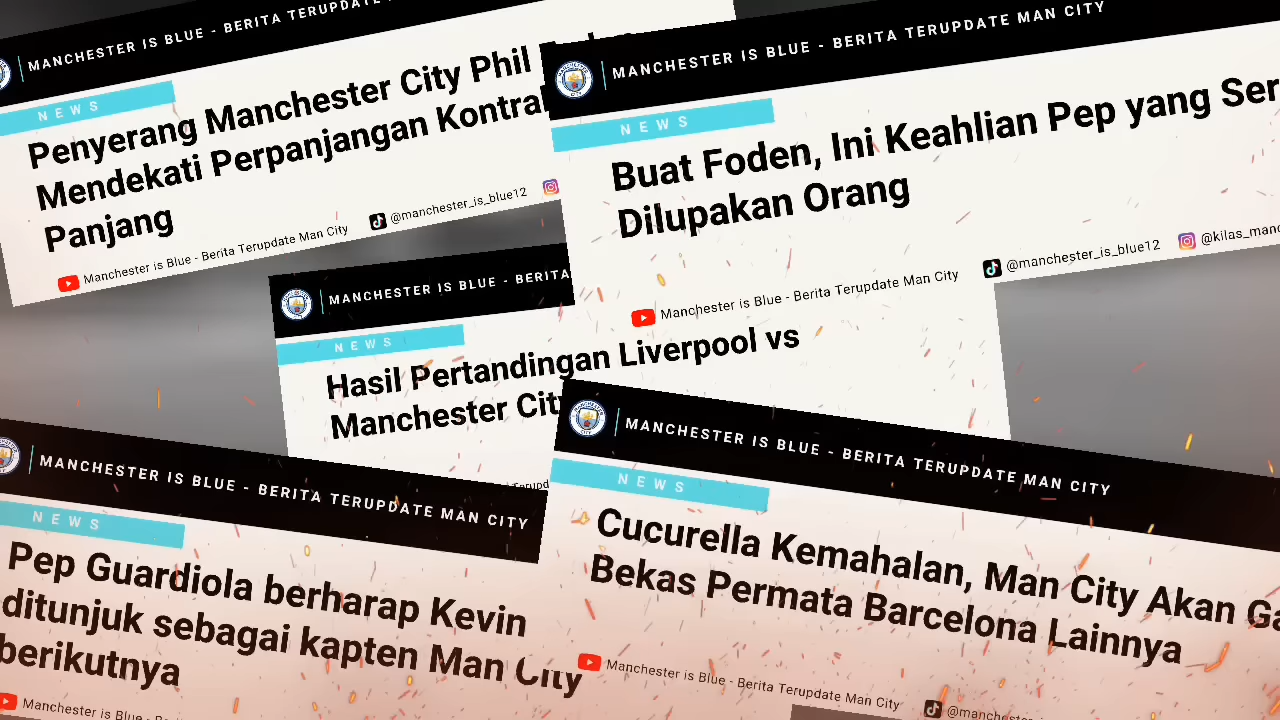 MANCHESTER IS BLUE - BERITA TERUPDATE
NEWS
Penyerang Manchester City Phil
Mendekati Perpanjangan Kontrak
Panjang
Manchester is Blue - Berita Terupdate Man City
@manchester_is_blue12
MANCHESTER IS BLUE - BERITA TERUPDATE MAN CITY
NEWS
Buat Foden, Ini Keahlian Pep yang
Dilupakan Orang
Manchester is Blue - Berita Terupdate Man City
@manchester_is_blue12
MANCHESTER IS BLUE - BERITA
NEWS
Hasil Pertandingan Liverpool vs
Manchester City
MANCHESTER IS BLUE - BERITA TERUPDATE MAN CITY
NEWS
Pep Guardiola berharap Kevin
ditunjuk sebagai kapten Man City
berikutnya
Manchester is Blue -
MANCHESTER IS BLUE - BERITA TERUPDATE MAN CITY
NEWS
Cucurella Kemahalan, Man City Akan
Bekas Permata Barcelona Lainnya
Manchester is Blue - Berita Terupdate Man City